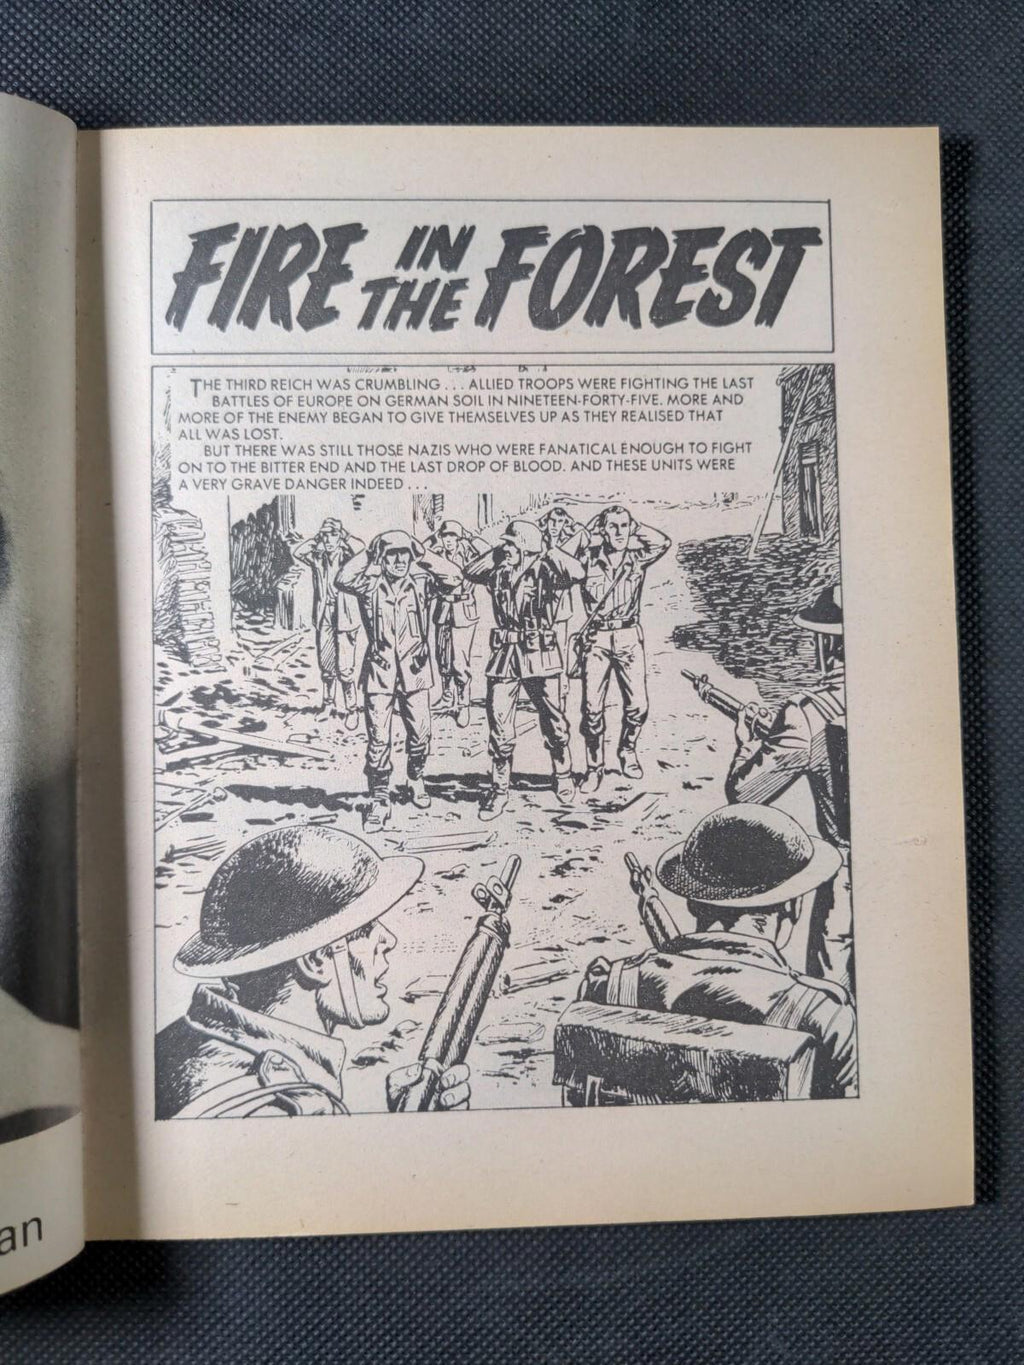 FIRE IN THE FOREST
THE THIRD REICH WAS CRUMBLING . . . ALLIED TROOPS WERE FIGHTING THE LAST
BATTLES OF EUROPE ON GERMAN SOIL IN NINETEEN-FORTY-FIVE. MORE AND
MORE OF THE ENEMY BEGAN TO GIVE THEMSELVES UP AS THEY REALISED THAT
ALL WAS LOST.
BUT THERE WAS STILL THOSE NAZIS WHO WERE FANATICAL ENOUGH TO FIGHT
ON TO THE BITTER END AND THE LAST DROP OF BLOOD. AND THESE UNITS WERE
A VERY GRAVE DANGER INDEED . . .
an